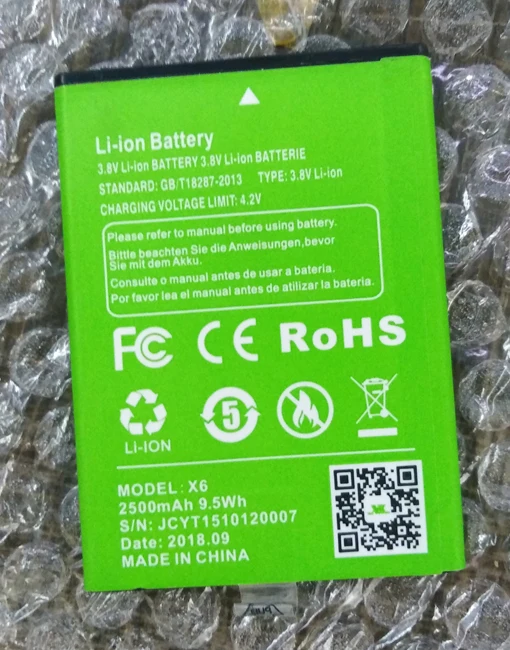 Li-ion Battery
3.8V Li-ion BATTERY 3.8V Li-ion BATTERIE
STANDARD: GB/T18287-2013 TYPE: 3.8V Li-ion
CHARGING VOLTAGE LIMIT: 4.2V
Please refer to manual before using battery.
Bitte beachten Sie die Anweisungen,bevor
Sie mit dem Akku.
Consulte o manual antes de usar a bateria.
Por favor lea el manual antes de utilizar la bateria.
FC CE RoHS
5
LI-ION
MODEL: X6
2500mAh 9.5Wh
S/N: JCYT1510120007
Date: 2018.09
MADE IN CHINA